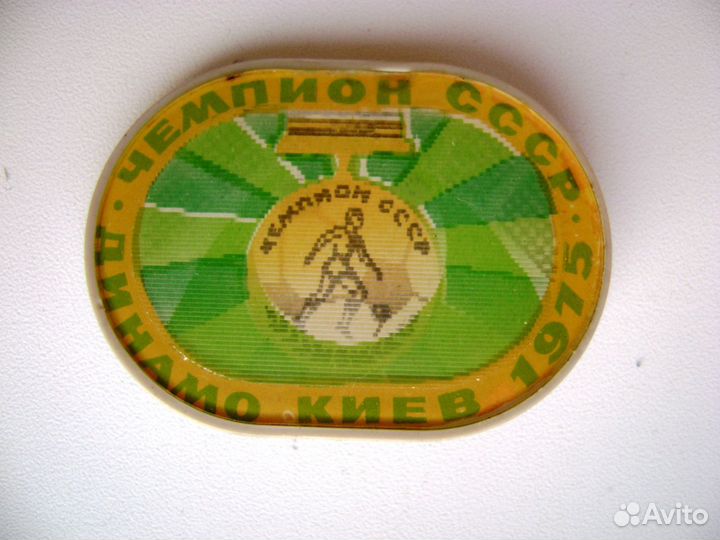 · ЧЕМПИОН СССР ·
ДИНАМО КИЕВ 1975
ЧЕМПИОН СССР
Avito